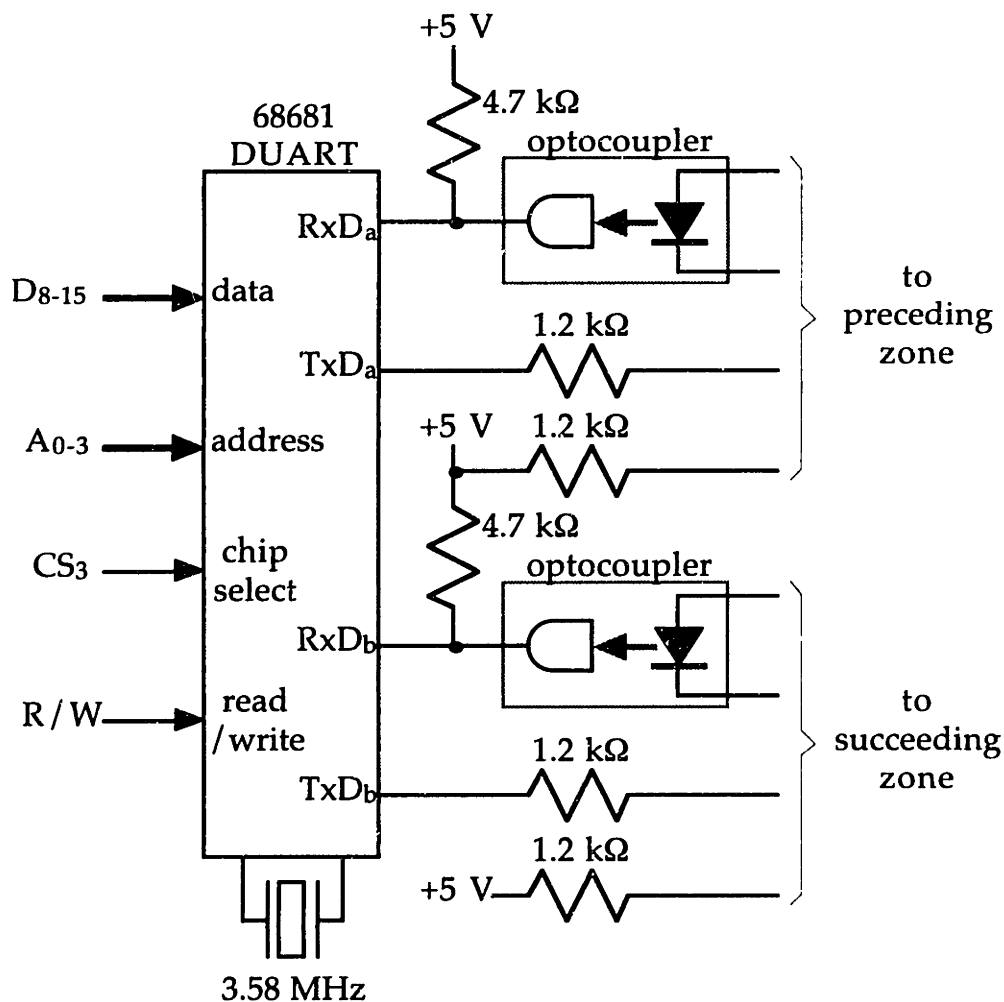 +5 V
4.7 kΩ
68681
DUART
optocoupler
RxDa
D8-15
data
to
preceding
zone
1.2 kΩ
TxDa
+5 V
1.2 kΩ
A0-3
address
4.7 kΩ
CS3
chip
select
optocoupler
RxDb
R/W
read
/write
to
succeeding
zone
1.2 kΩ
TxDb
1.2 kΩ
+5 V
3.58 MHz